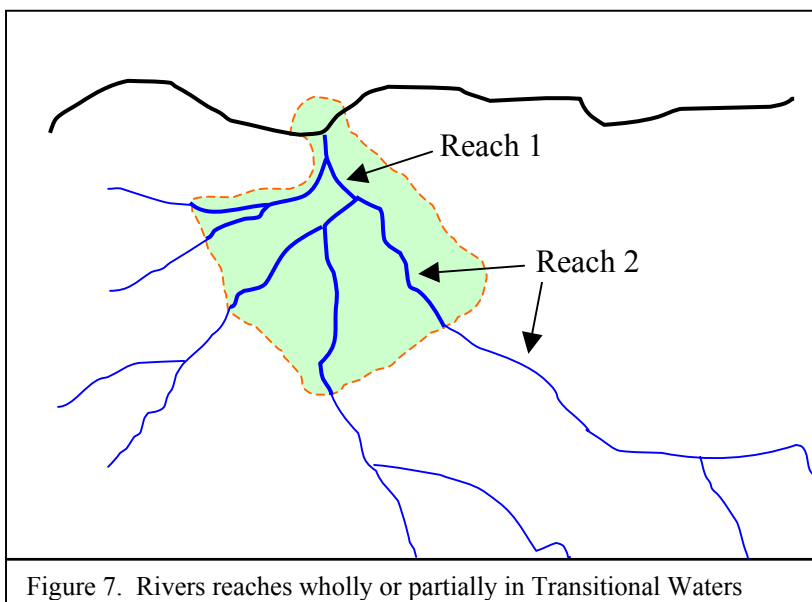 Reach 1
Reach 2
Figure 7.  Rivers reaches wholly or partially in Transitional Waters